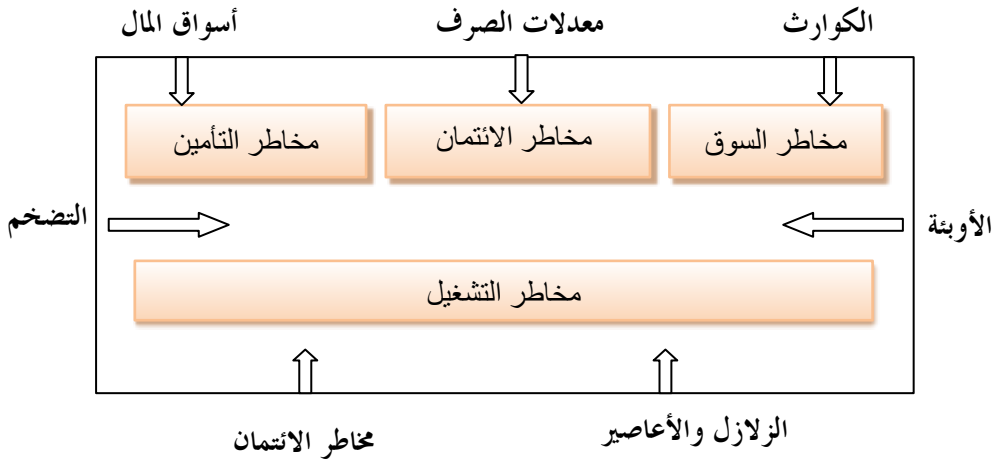 الكوارث
معدلات الصرف
أسواق المال
مخاطر السوق
مخاطر الائتمان
مخاطر التأمين
الأوبئة
التضخم
مخاطر التشغيل
الزلازل والأعاصير
مخاطر الائتمان